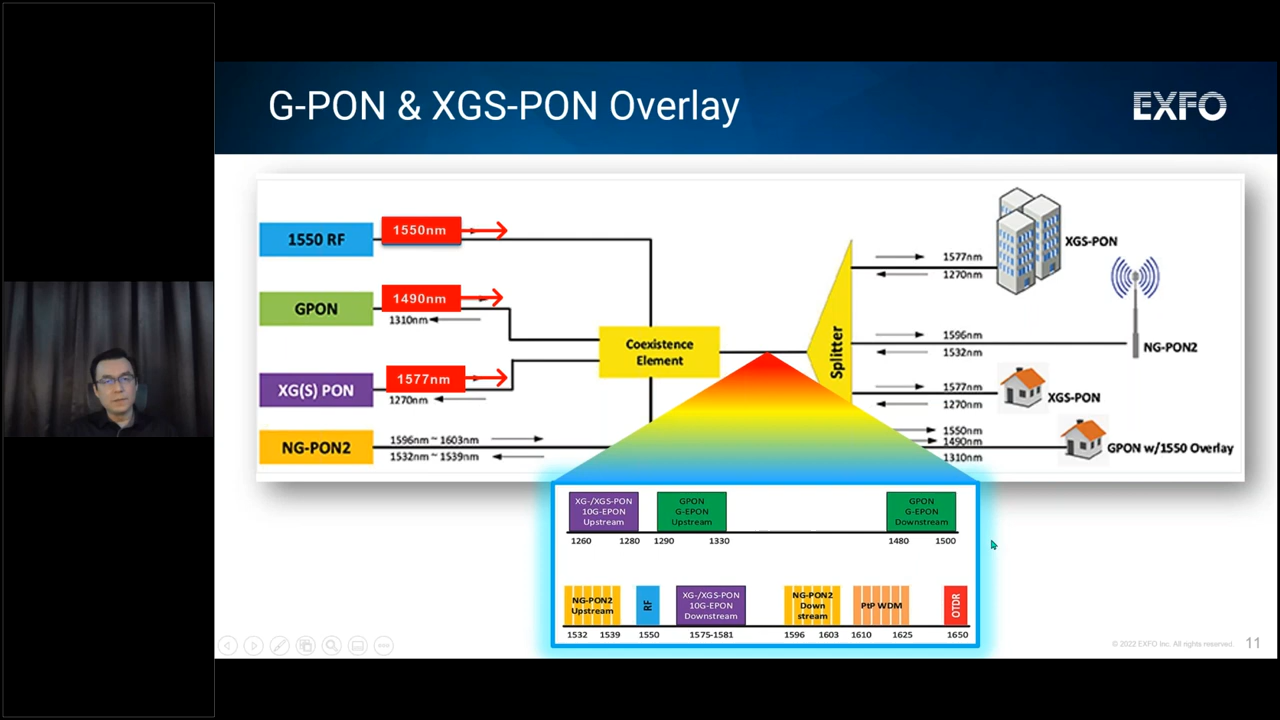 G-PON & XGS-PON Overlay
EXFO
1550 RF
1550nm
GPON
1490nm
1310nm
XG(S) PON
1577nm
1270nm
NG-PON2
1596nm ~ 1603nm
1532nm ~ 1539nm
Coexistence
Element
Splitter
1577nm
1270nm
XGS-PON
1596nm
1532nm
NG-PON2
1577nm
1270nm
XGS-PON
1550nm
1490nm
1310nm
GPON w/1550 Overlay
XG-/XGS-PON
10G-EPON
Upstream
GPON
G-EPON
Upstream
GPON
G-EPON
Downstream
1260
1280
1290
1330
1480
1500
NG-PON2
Upstream
RF
XG-/XGS-PON
10G-EPON
Downstream
NG-PON2
Down
stream
PtP WDM
OTDR
1532
1539
1550
1575-1581
1596
1603
1610
1625
1650
© 2022 EXFO Inc. All rights reserved.
11